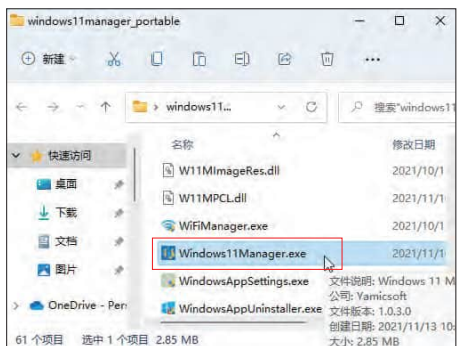 windows11manager_portable
新建
windows11...
搜索"windows11
快速访问
桌面
下载
文档
图片
OneDrive - Pers
名称
修改日期
W11MImageRes.dll
2021/10/1
W11MPCL.dll
2021/11/1
WiFiManager.exe
2021/10/1
Windows11Manager.exe
2021/11/1
WindowsAppSettings.exe
WindowsAppUninstaller.exe
文件说明: Windows 11 M
公司: Yamicsoft
文件版本: 1.0.3.0
创建日期: 2021/11/13 10:
大小: 2.85 MB
61 个项目
选中 1 个项目 2.85 MB